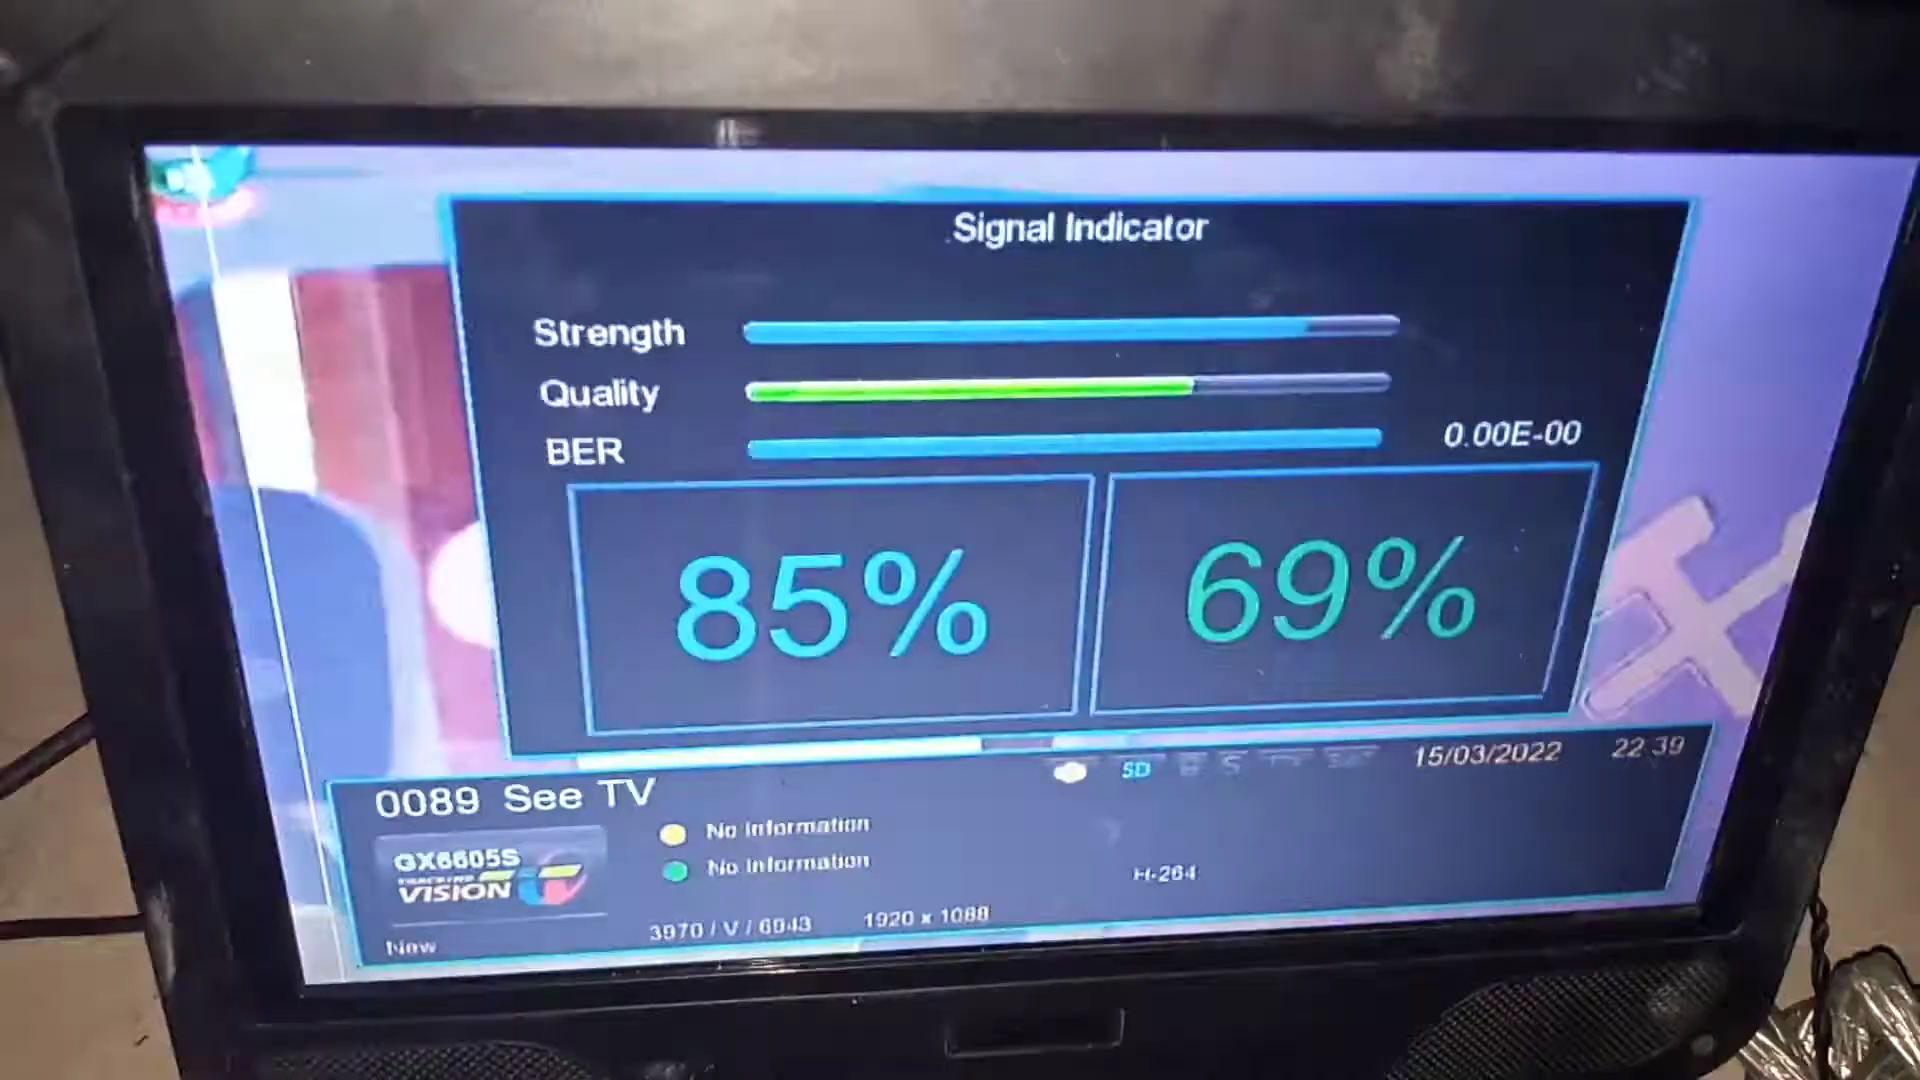 Signal Indicator
Strength
Quality
BER 0.00E-00
85% 69%
SD 15/03/2022 22 39
0089 See TV
No Information
GX6605S
VISION
No Information
H-264
3970 / V / 6943 1920 x 1088
New